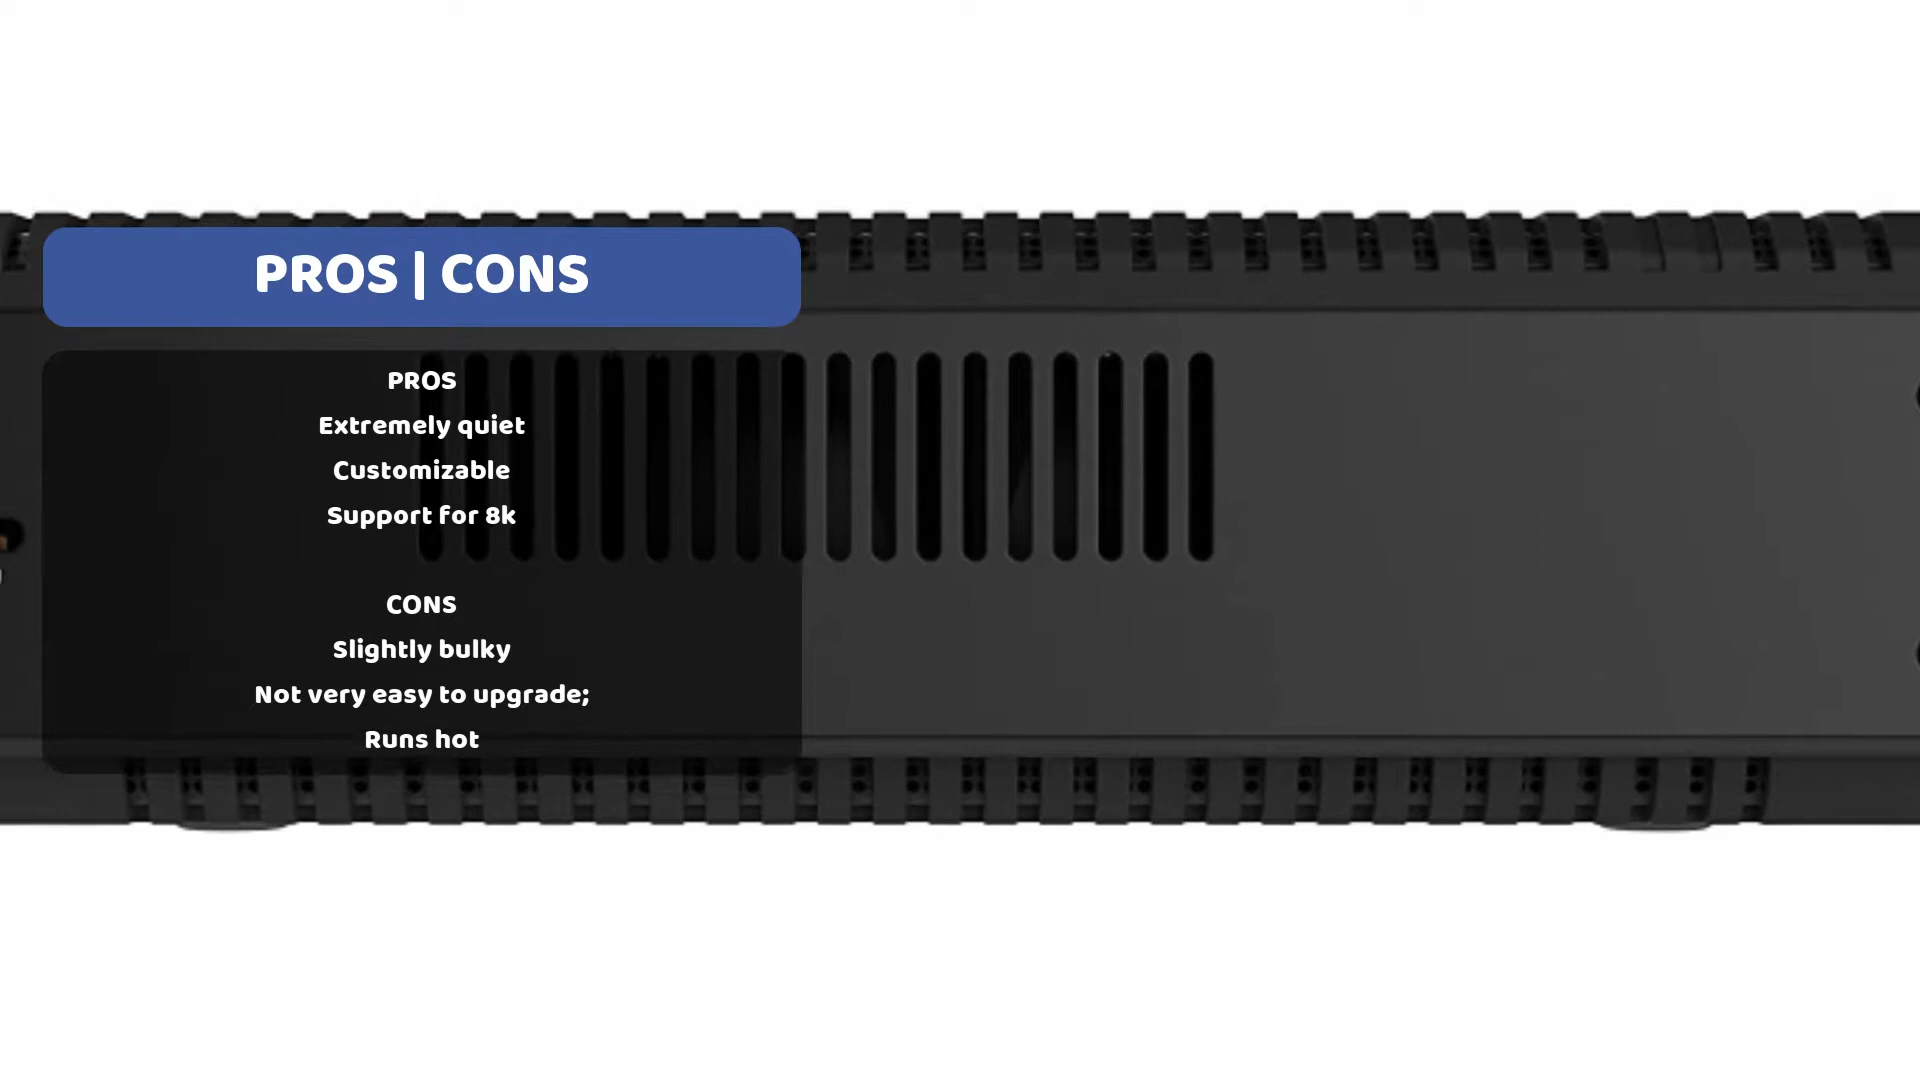 PROS | CONS
PROS
Extremely quiet
Customizable
Support for 8k
CONS
Slightly bulky
Not very easy to upgrade;
Runs hot